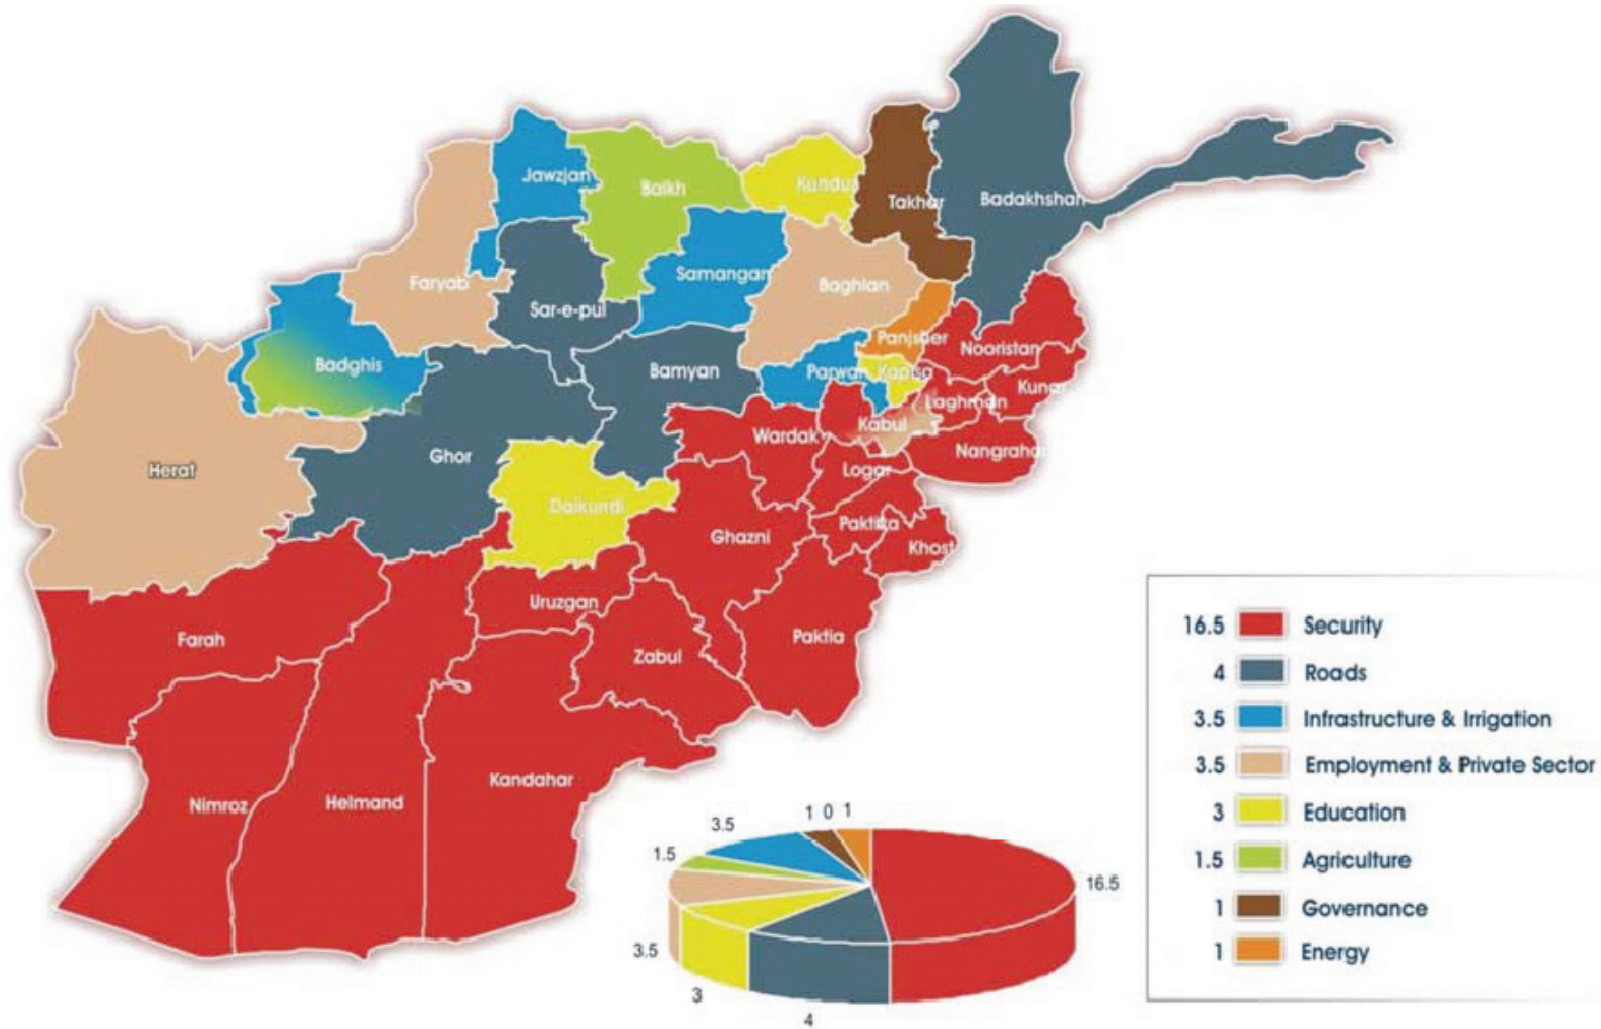 Jawzjan
Balkh
Kunduz
Takhar
Badakhshan
Faryab
Sar-e-pul
Samangan
Baghlan
Badghis
Bamyan
Parwan
Panjsher
Kapisa
Nooristan
Kunar
Laghman
Kabul
Wardak
Nangrahar
Herat
Ghor
Logar
Daikundi
Ghazni
Paktika
Khost
Uruzgan
Farah
Zabul
Paktia
Nimroz
Helmand
Kandahar
16.5 Security
4 Roads
3.5 Infrastructure & Irrigation
3.5 Employment & Private Sector
3 Education
1.5 Agriculture
1 Governance
1 Energy
3.5
1 0 1
1.5
16.5
3.5
3
4